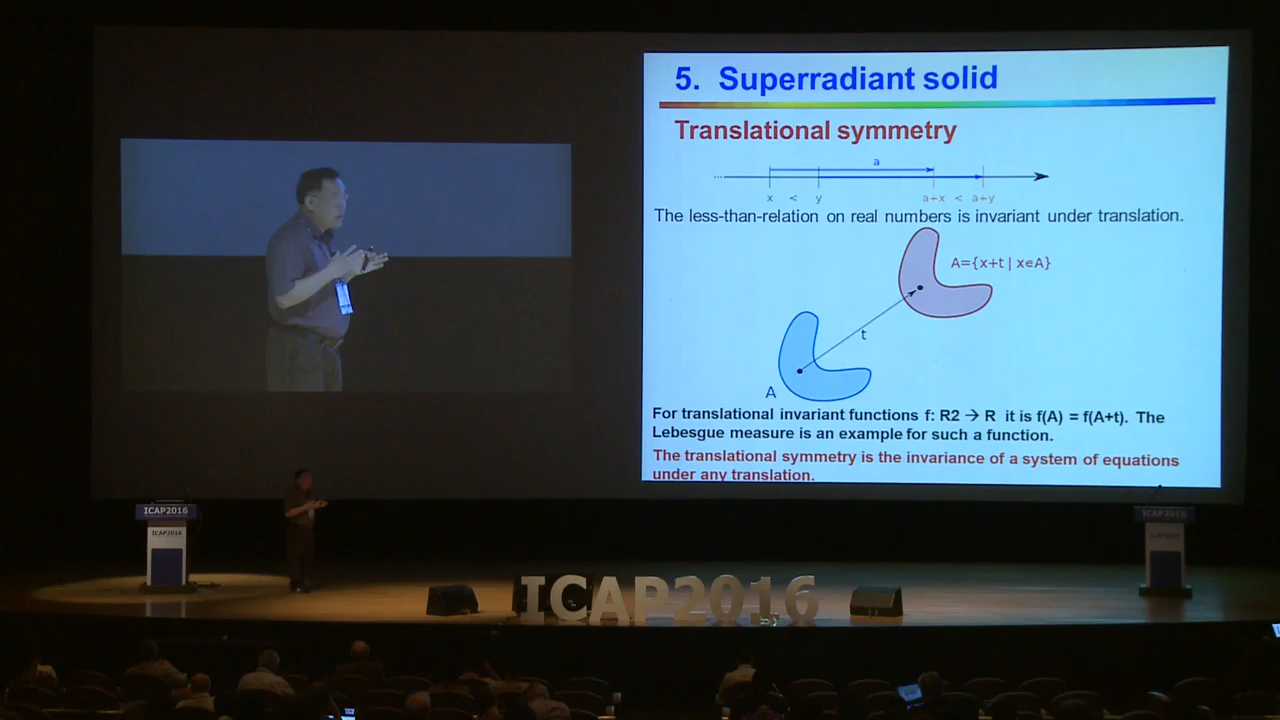 5. Superradiant solid
Translational symmetry
a
x < y a+x < a+y
The less-than-relation on real numbers is invariant under translation.
A={x+t | x∈A}
t
A
For translational invariant functions f: R2 → R it is f(A) = f(A+t). The
Lebesgue measure is an example for such a function.
The translational symmetry is the invariance of a system of equations
under any translation.
ICAP2016
ICAP2016
ICAP2016
ICAP2016
ICAP2016